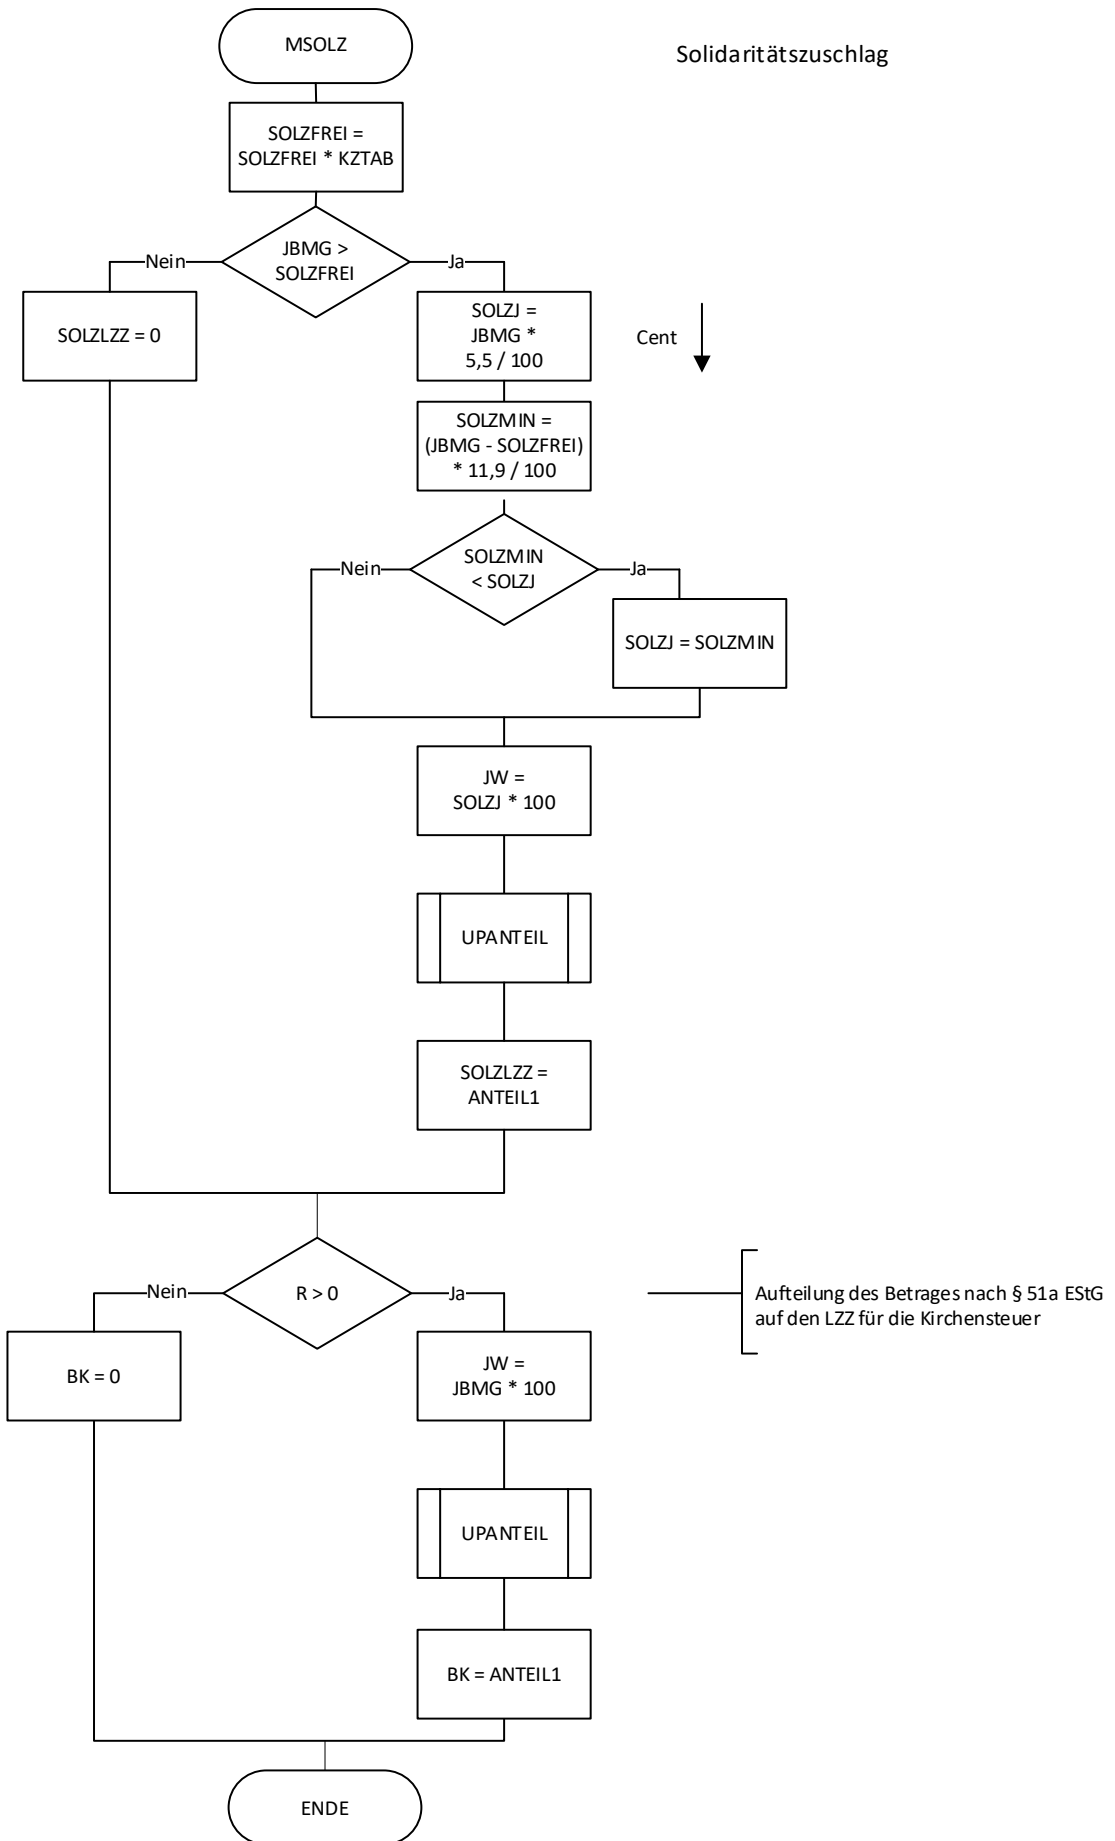 MSOLZ
Solidaritätszuschlag
SOLZFREI =
SOLZFREI * KZTAB
JBMG >
SOLZFREI
Nein
Ja
SOLZLZZ = 0
SOLZJ =
JBMG *
5,5 / 100
Cent
SOLZMIN =
(JBMG - SOLZFREI)
* 11,9 / 100
SOLZMIN
< SOLZJ
Nein
Ja
SOLZJ = SOLZMIN
JW =
SOLZJ * 100
UPANTEIL
SOLZLZZ =
ANTEIL1
R > 0
Nein
Ja
Aufteilung des Betrages nach § 51a EStG
auf den LZZ für die Kirchensteuer
BK = 0
JW =
JBMG * 100
UPANTEIL
BK = ANTEIL1
ENDE